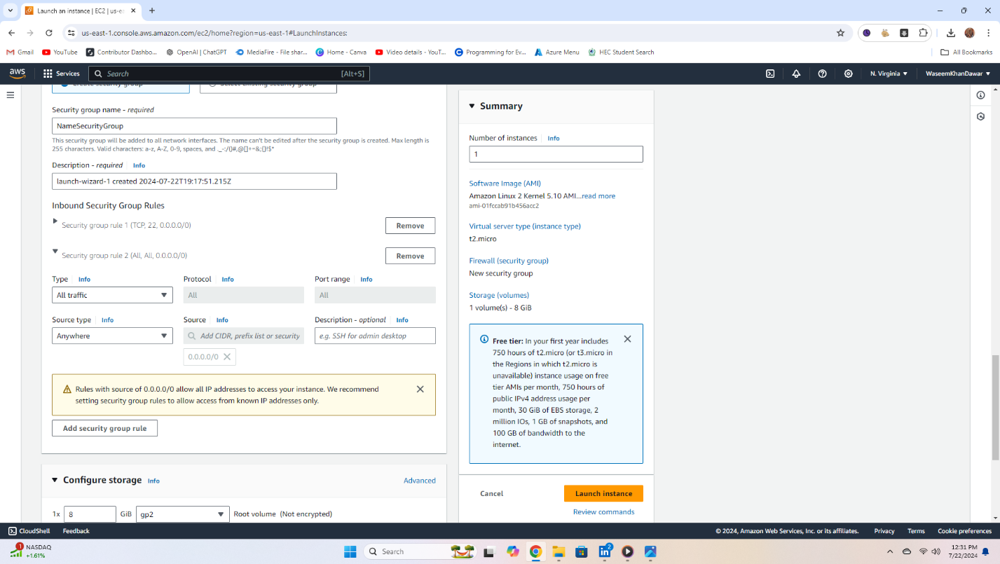 Launch an instance | EC2 | us-ea
us-east-1.console.aws.amazon.com/ec2/home?region=us-east-1#LaunchInstances:
Gmail YouTube Contributor Dashbo... OpenAI | ChatGPT MediaFire - File shar... Home - Canva Video details - YouT... Programming for Ev... Azure Menu HEC Student Search All Bookmarks
aws Services Search [Alt+S] N. Virginia WaseemKhanDawar
Create security group Select existing security group
Security group name - required
NameSecurityGroup
This security group will be added to all network interfaces. The name can't be edited after the security group is created. Max length is
255 characters. Valid characters: a-z, A-Z, 0-9, spaces, and ._-:/()#,@[]+=&;{}!$*
Description - required Info
launch-wizard-1 created 2024-07-22T19:17:51.215Z
Inbound Security Group Rules
Security group rule 1 (TCP, 22, 0.0.0.0/0) Remove
Security group rule 2 (All, All, 0.0.0.0/0) Remove
Type Info Protocol Info Port range Info
All traffic All All
Source type Info Source Info Description - optional Info
Anywhere Add CIDR, prefix list or security e.g. SSH for admin desktop
0.0.0.0/0
Rules with source of 0.0.0.0/0 allow all IP addresses to access your instance. We recommend
setting security group rules to allow access from known IP addresses only.
Add security group rule
Configure storage Info Advanced
1x 8 GiB gp2 Root volume (Not encrypted)
Summary
Number of instances Info
1
Software Image (AMI)
Amazon Linux 2 Kernel 5.10 AMI...read more
ami-01fccab91b456acc2
Virtual server type (instance type)
t2.micro
Firewall (security group)
New security group
Storage (volumes)
1 volume(s) - 8 GiB
Free tier: In your first year includes
750 hours of t2.micro (or t3.micro in
the Regions in which t2.micro is
unavailable) instance usage on free
tier AMIs per month, 750 hours of
public IPv4 address usage per
month, 30 GiB of EBS storage, 2
million IOs, 1 GB of snapshots, and
100 GB of bandwidth to the
internet.
Cancel Launch instance
Review commands
CloudShell Feedback © 2024, Amazon Web Services, Inc. or its affiliates. Privacy Terms Cookie preferences
1 NASDAQ
+1.61%
Search
2
12:31 PM
7/22/2024